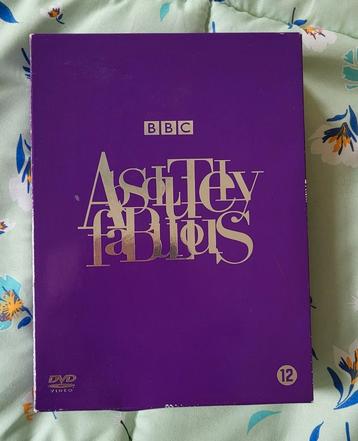 BBC
ABSOLUTELY
fABulOUS
DVD
VIDEO
12